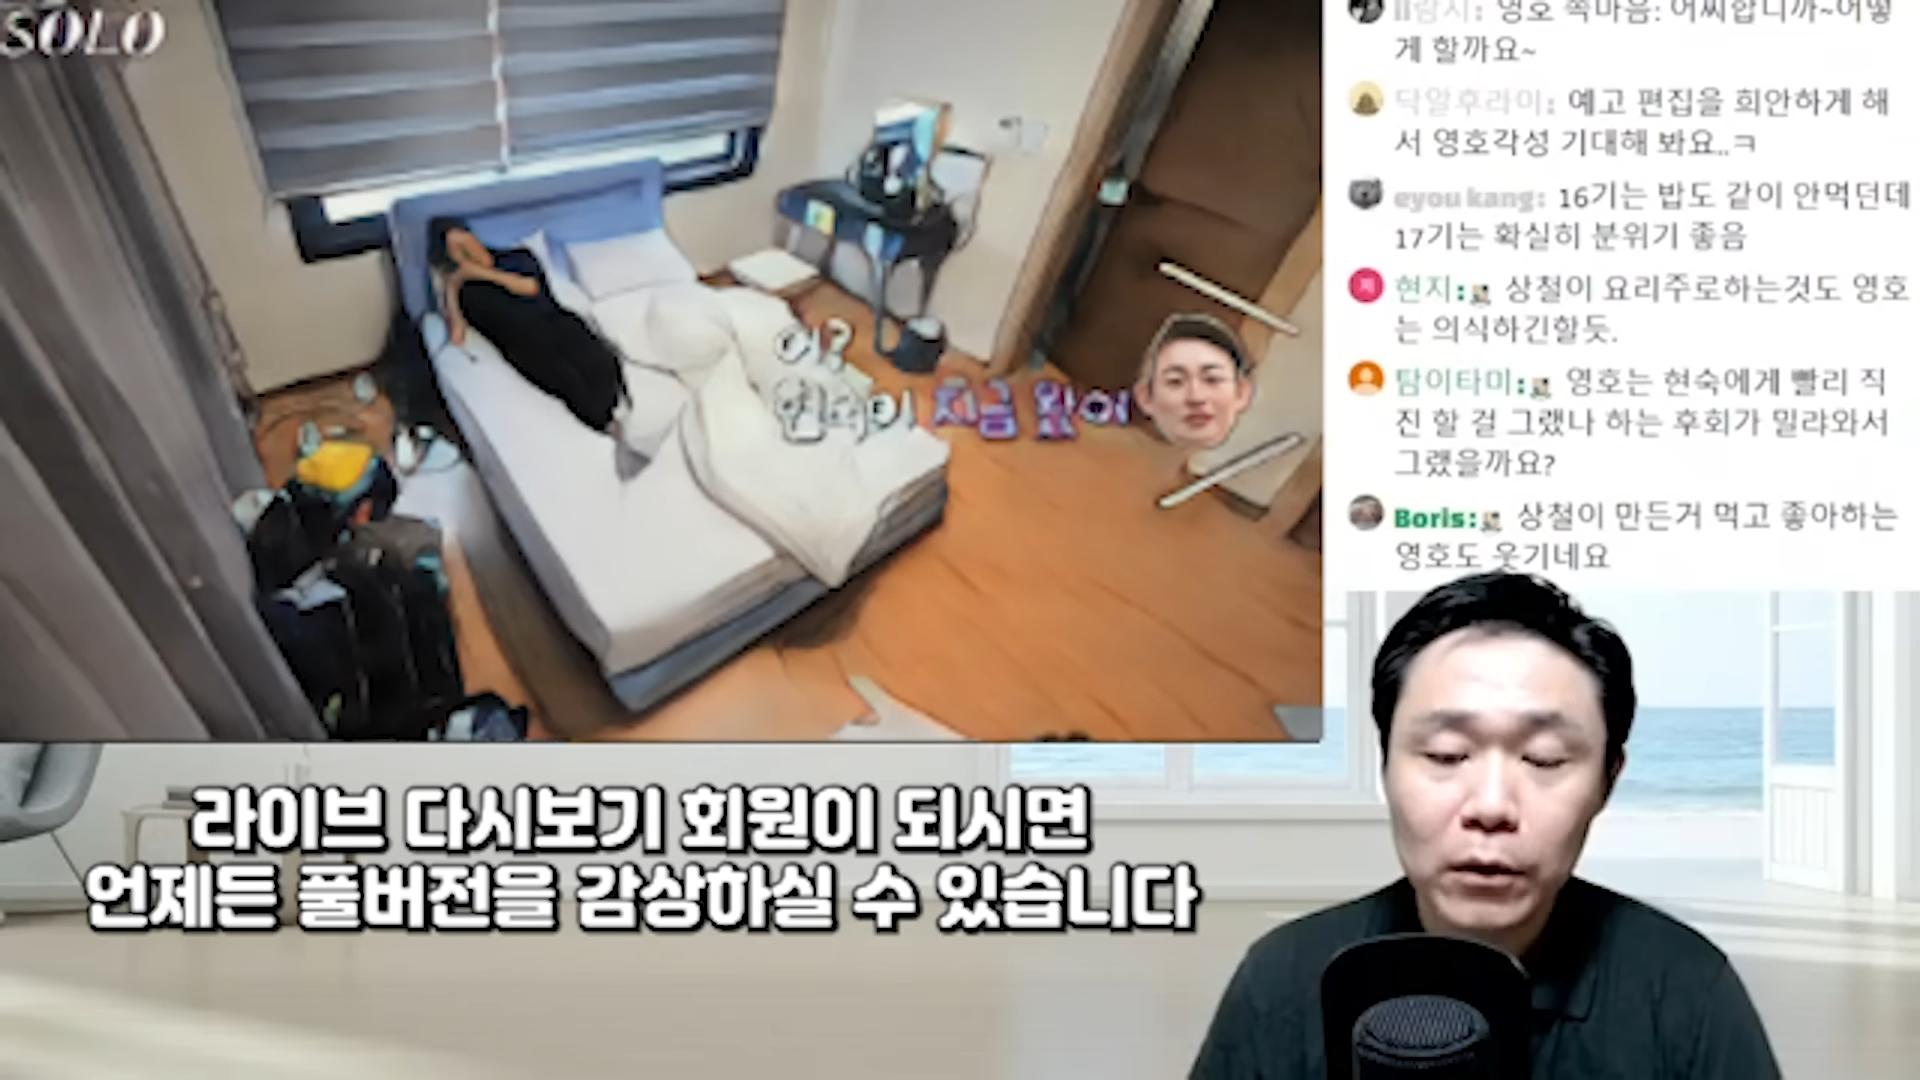 SOLO
어?
지금 왔어
영호 속마음: 어찌합니까~어떻
게 할까요~
닥알후라이: 예고 편집을 희안하게 해
서 영호각성 기대해 봐요..ㅋ
eyou kang: 16기는 밥도 같이 안먹던데
17기는 확실히 분위기 좋음
현지: 상철이 요리주로하는것도 영호
는 의식하긴할듯.
탐이타미: 영호는 현숙에게 빨리 직
진 할 걸 그랬나 하는 후회가 밀랴와서
그랬을까요?
Boris: 상철이 만든거 먹고 좋아하는
영호도 웃기네요
라이브 다시보기 회원이 되시면
언제든 풀버전을 감상하실 수 있습니다